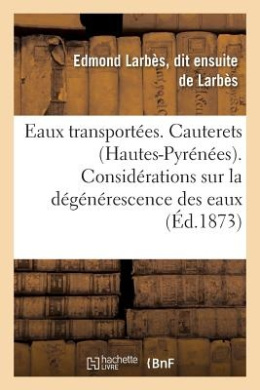 Edmond Larbès, dit ensuite
de Larbès
Eaux transportées. Cauterets
(Hautes-Pyrénées).
Considérations sur la
dégénérescence des eaux
(Éd.1873)
hachette
LIVRE
{BnF